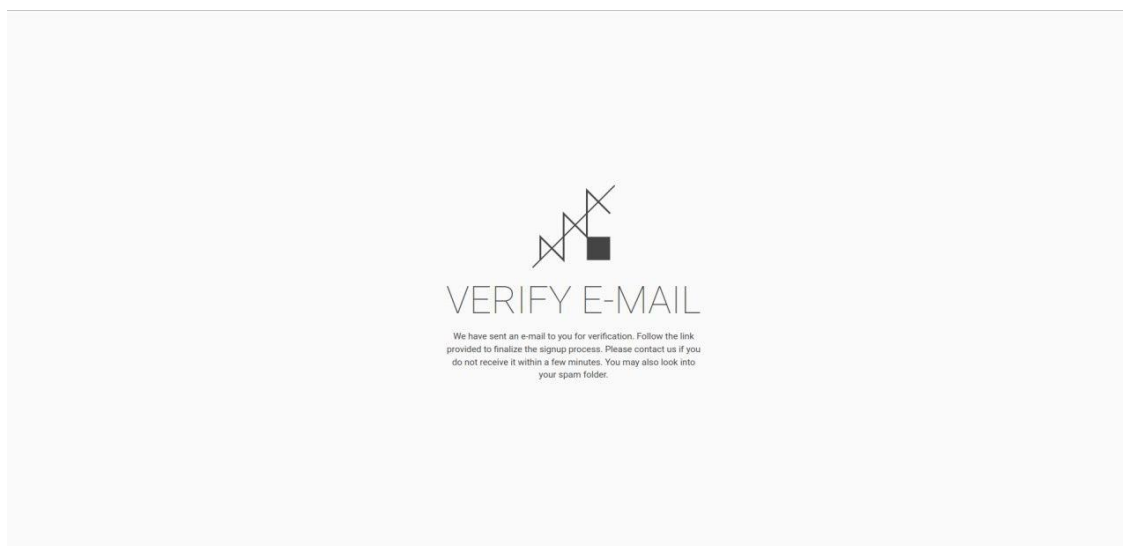 VERIFY E-MAIL
We have sent an e-mail to you for verification. Follow the link
provided to finalize the signup process. Please contact us if you
do not receive it within a few minutes. You may also look into
your spam folder.